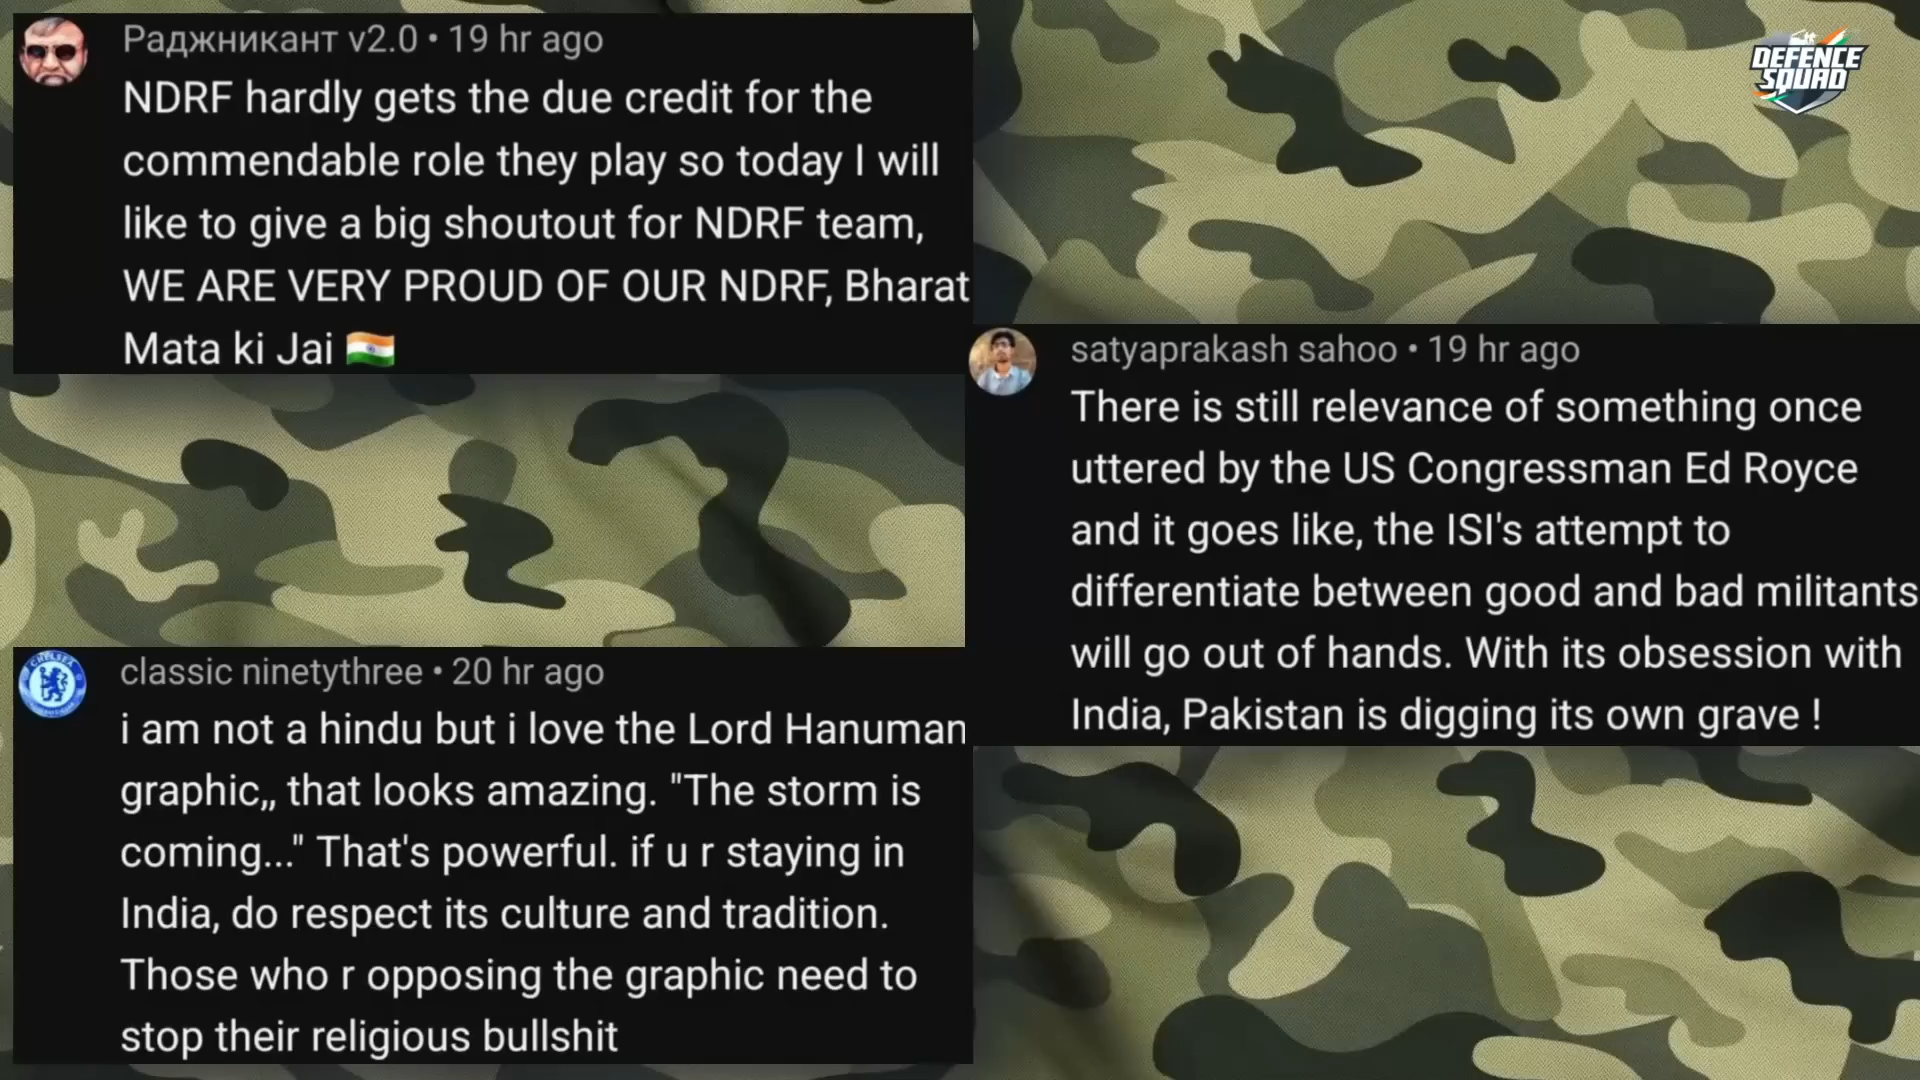 Раджникант v2.0 • 19 hr ago
NDRF hardly gets the due credit for the
commendable role they play so today I will
like to give a big shoutout for NDRF team,
WE ARE VERY PROUD OF OUR NDRF, Bharat
Mata ki Jai 🇮🇳
DEFENCE
SQUAD
satyaprakash sahoo • 19 hr ago
There is still relevance of something once
uttered by the US Congressman Ed Royce
and it goes like, the ISI's attempt to
differentiate between good and bad militants
will go out of hands. With its obsession with
India, Pakistan is digging its own grave !
CHELSEA
classic ninetythree • 20 hr ago
i am not a hindu but i love the Lord Hanuman
graphic,, that looks amazing. "The storm is
coming..." That's powerful. if u r staying in
India, do respect its culture and tradition.
Those who r opposing the graphic need to
stop their religious bullshit